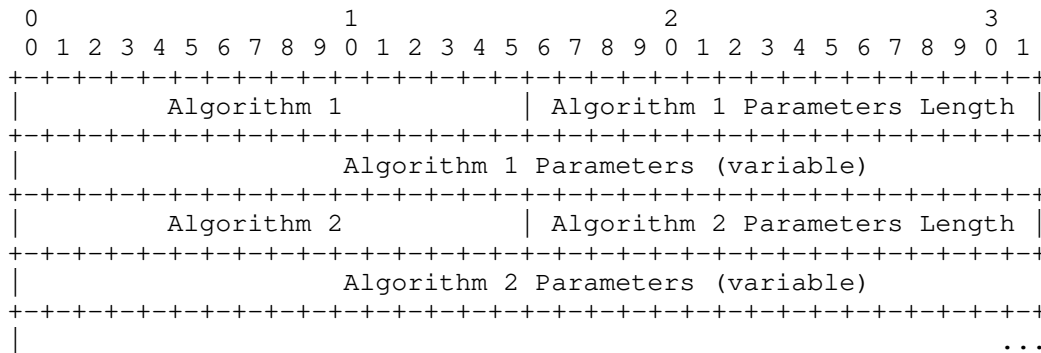 0                   1                   2                   3
 0 1 2 3 4 5 6 7 8 9 0 1 2 3 4 5 6 7 8 9 0 1 2 3 4 5 6 7 8 9 0 1
+-+-+-+-+-+-+-+-+-+-+-+-+-+-+-+-+-+-+-+-+-+-+-+-+-+-+-+-+-+-+-+-+
|         Algorithm 1           | Algorithm 1 Parameters Length |
+-+-+-+-+-+-+-+-+-+-+-+-+-+-+-+-+-+-+-+-+-+-+-+-+-+-+-+-+-+-+-+-+
|                    Algorithm 1 Parameters (variable)
+-+-+-+-+-+-+-+-+-+-+-+-+-+-+-+-+-+-+-+-+-+-+-+-+-+-+-+-+-+-+-+-+
|         Algorithm 2           | Algorithm 2 Parameters Length |
+-+-+-+-+-+-+-+-+-+-+-+-+-+-+-+-+-+-+-+-+-+-+-+-+-+-+-+-+-+-+-+-+
|                    Algorithm 2 Parameters (variable)
+-+-+-+-+-+-+-+-+-+-+-+-+-+-+-+-+-+-+-+-+-+-+-+-+-+-+-+-+-+-+-+-+
|                                                             ...